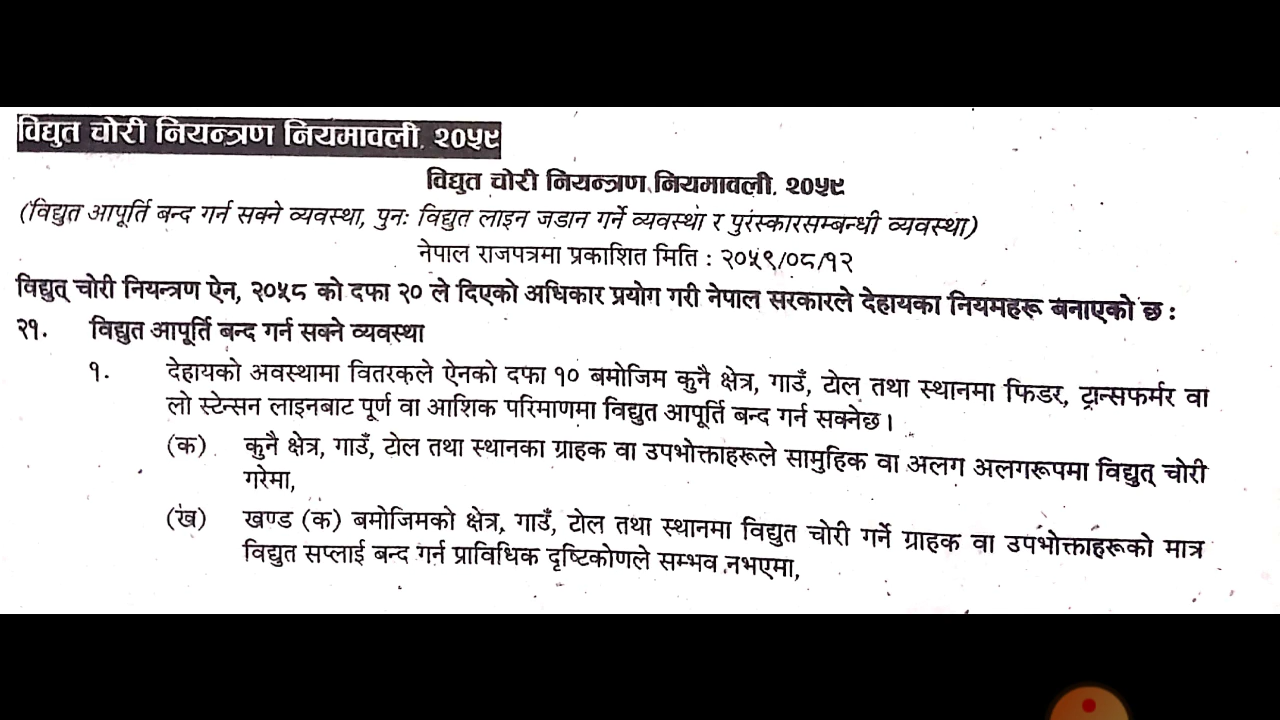 विद्युत चोरी नियन्त्रण नियमावली, २०५९
विद्युत चोरी नियन्त्रण नियमावली, २०५९
(विद्युत आपूर्ति बन्द गर्न सक्ने व्यवस्था, पुनः विद्युत लाइन जडान गर्ने व्यवस्था र पुरस्कारसम्बन्धी व्यवस्था)
नेपाल राजपत्रमा प्रकाशित मिति : २०५९/०८/१२
विद्युत् चोरी नियन्त्रण ऐन, २०५८ को दफा २० ले दिएको अधिकार प्रयोग गरी नेपाल सरकारले देहायका नियमहरू बनाएको छ :
२१. विद्युत आपूर्ति बन्द गर्न सक्ने व्यवस्था
१. देहायको अवस्थामा वितरकले ऐनको दफा १० बमोजिम कुनै क्षेत्र, गाउँ, टोल तथा स्थानमा फिडर, ट्रान्सफर्मर वा
लो स्टेन्सन लाइनबाट पूर्ण वा आशिक परिमाणमा विद्युत आपूर्ति बन्द गर्न सक्नेछ।
(क) कुनै क्षेत्र, गाउँ, टोल तथा स्थानका ग्राहक वा उपभोक्ताहरूले सामुहिक वा अलग अलगरूपमा विद्युत् चोरी
गरेमा,
(ख) खण्ड (क) बमोजिमको क्षेत्र, गाउँ, टोल तथा स्थानमा विद्युत चोरी गर्ने ग्राहक वा उपभोक्ताहरूको मात्र
विद्युत सप्लाई बन्द गर्न प्राविधिक दृष्टिकोणले सम्भव नभएमा,